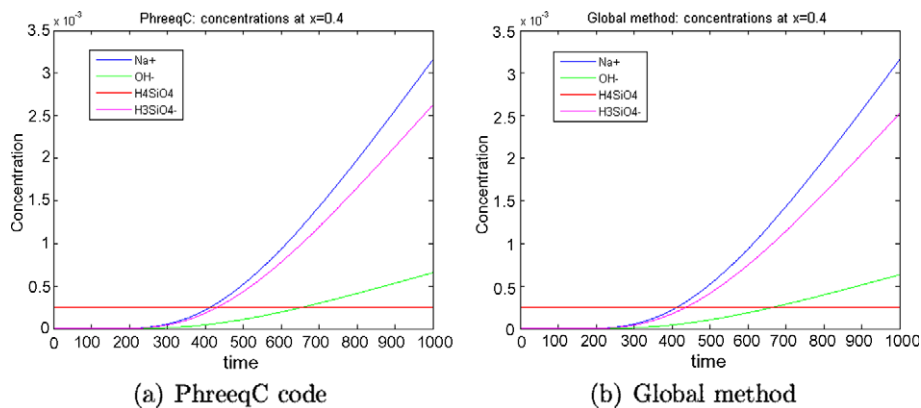 PhreeqC: concentrations at x=0.4
x 10⁻³
3.5
3
2.5
2
1.5
1
0.5
0
Concentration
Na+
OH-
H4SiO4
H3SiO4-
0 100 200 300 400 500 600 700 800 900 1000
time
(a) PhreeqC code
Global method: concentrations at x=0.4
x 10⁻³
3.5
3
2.5
2
1.5
1
0.5
0
Concentration
Na+
OH-
H4SiO4
H3SiO4-
0 100 200 300 400 500 600 700 800 900 1000
time
(b) Global method